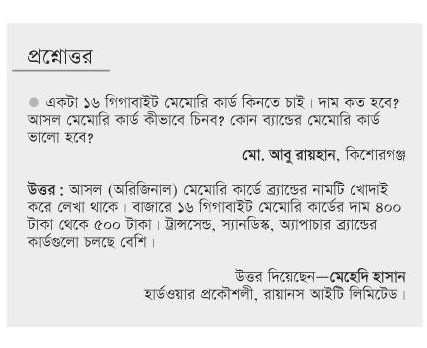 প্রশ্নোত্তর
একটা ১৬ গিগাবাইট মেমোরি কার্ড কিনতে চাই। দাম কত হবে?
আসল মেমোরি কার্ড কীভাবে চিনব? কোন ব্যান্ডের মেমোরি কার্ড
ভালো হবে?
মো. আবু রায়হান, কিশোরগঞ্জ
উত্তর : আসল (অরিজিনাল) মেমোরি কার্ডে ব্র্যান্ডের নামটি খোদাই
করে লেখা থাকে। বাজারে ১৬ গিগাবাইট মেমোরি কার্ডের দাম ৪০০
টাকা থেকে ৫০০ টাকা। ট্রান্সসেন্ড, স্যানডিস্ক, অ্যাপাচার ব্র্যান্ডের
কার্ডগুলো চলছে বেশি।
উত্তর দিয়েছেন—মেহেদি হাসান
হার্ডওয়ার প্রকৌশলী, রায়ানস আইটি লিমিটেড।